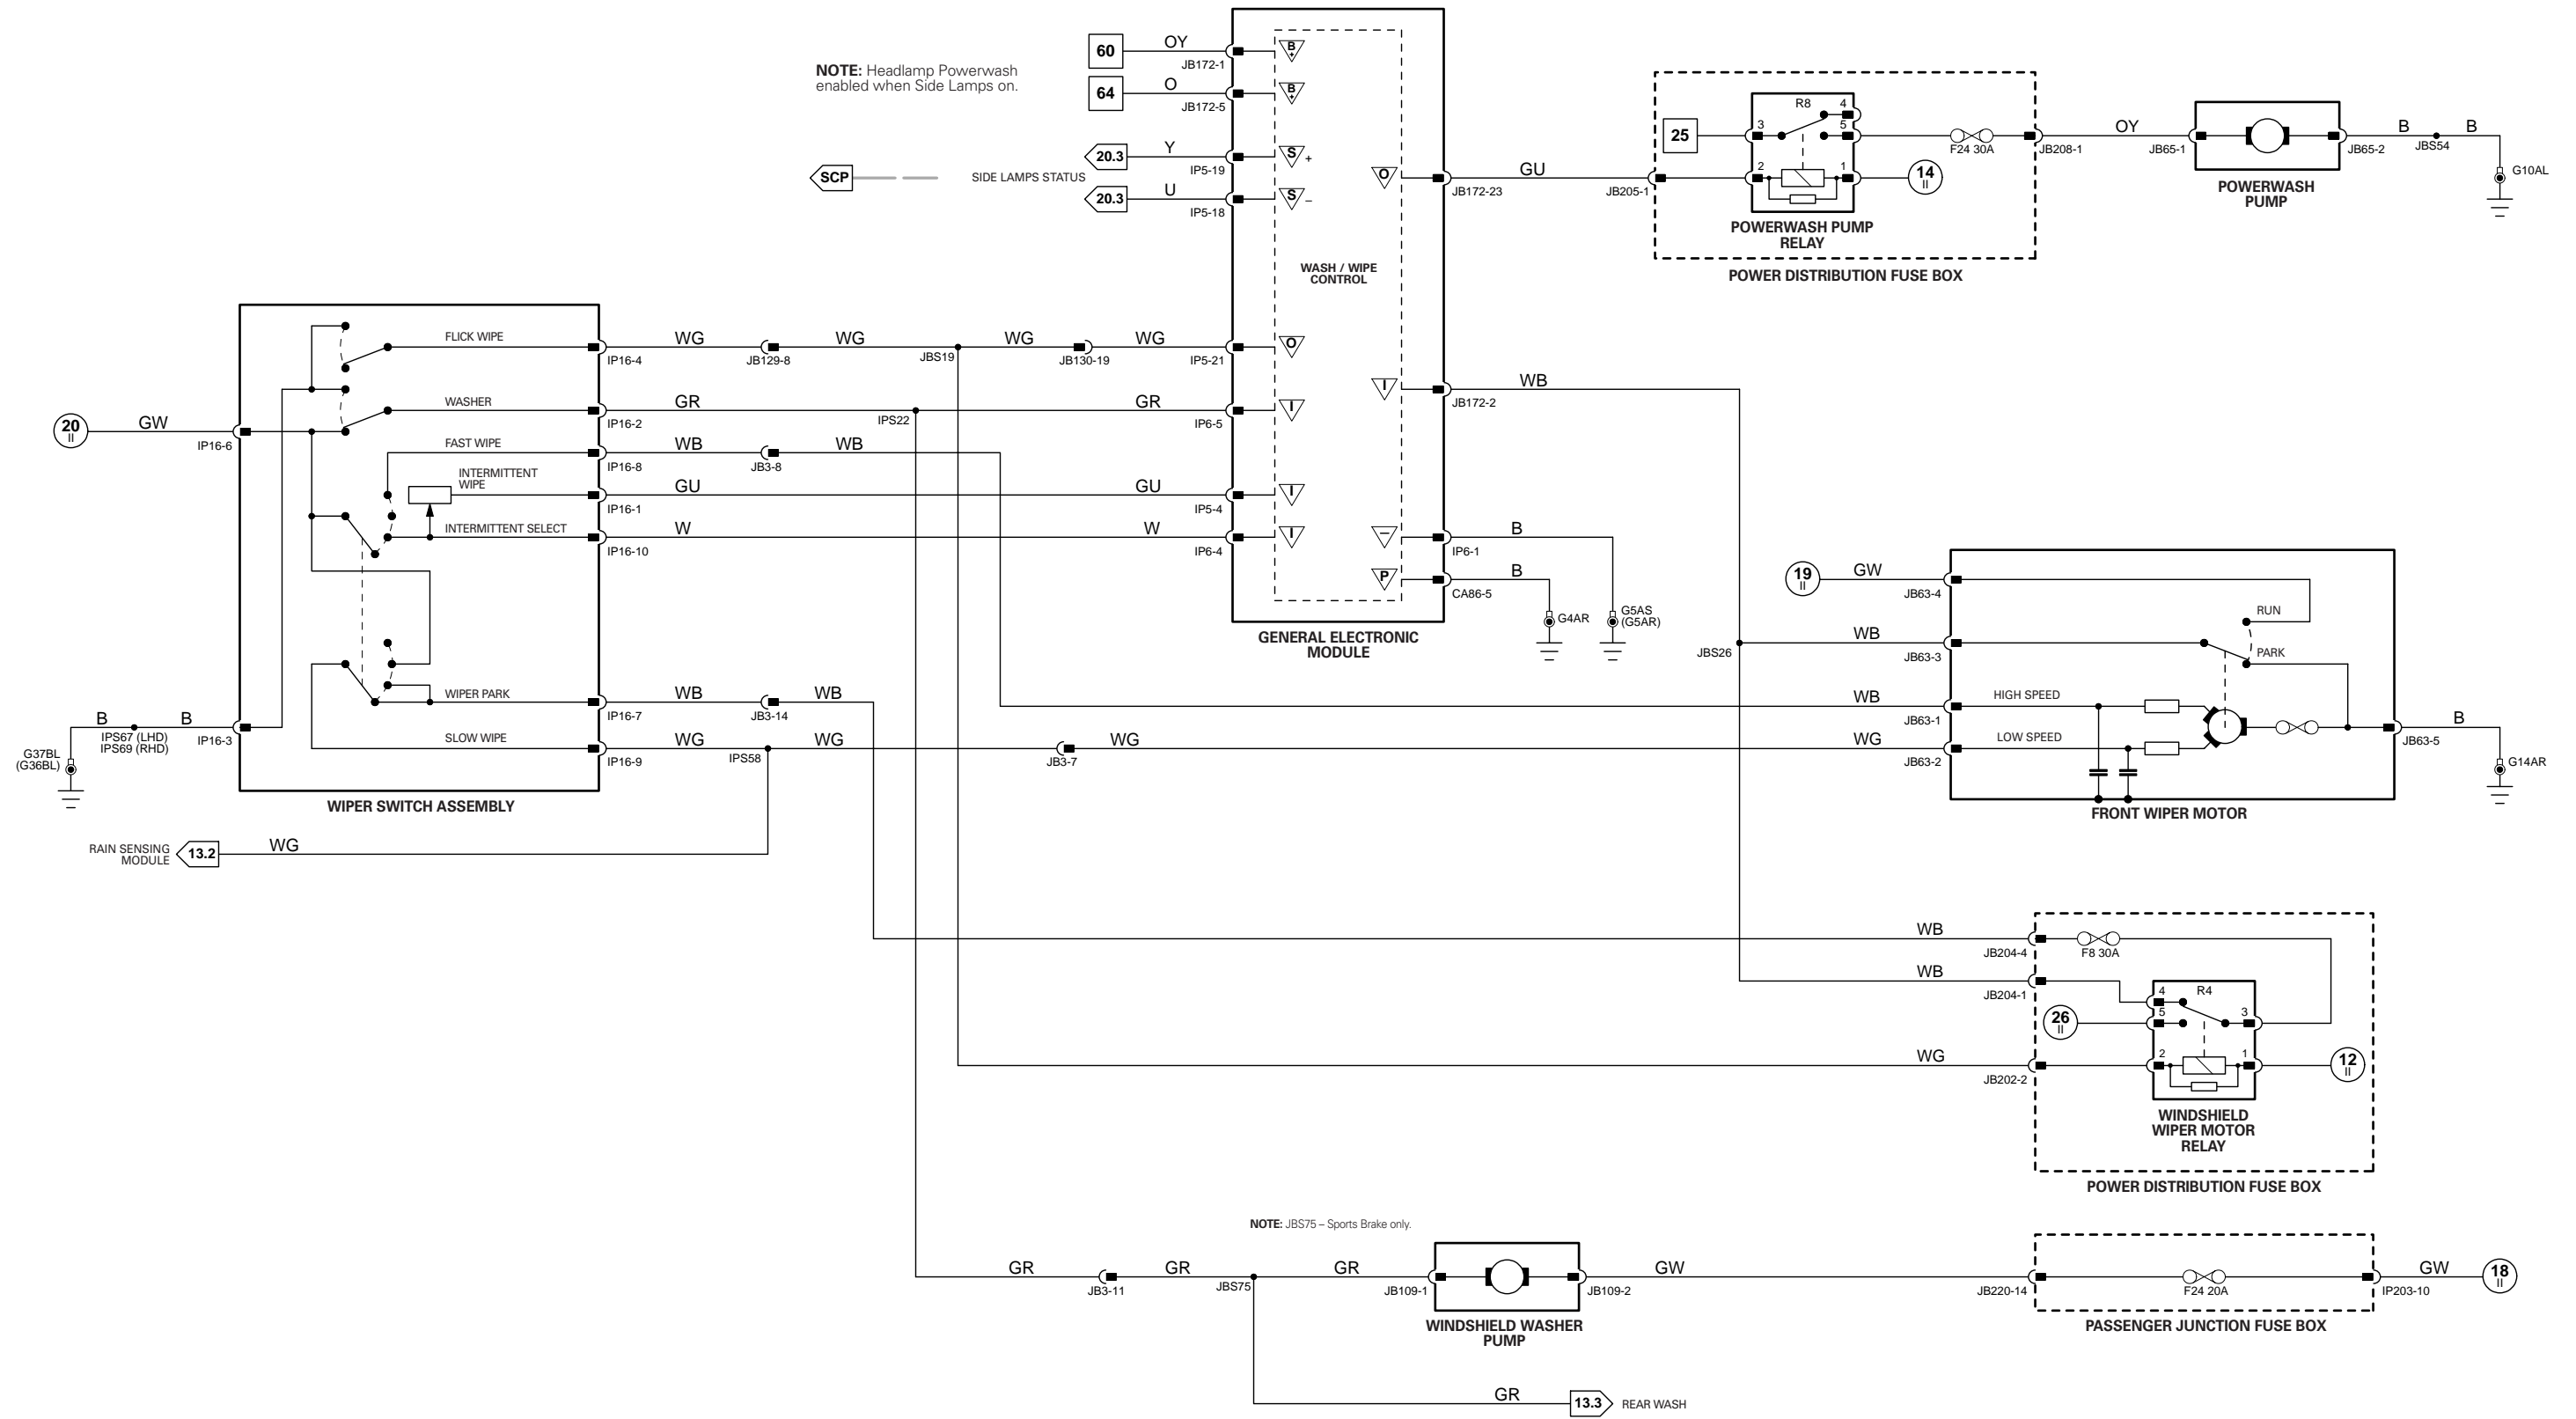 NOTE: Headlamp Powerwash
enabled when Side Lamps on.
60
OY
JB172-1
B
+
64
O
JB172-5
B
+
SCP
SIDE LAMPS STATUS
20.3
Y
IP5-19
S
+
20.3
U
IP5-18
S
–
O
JB172-23
GU
JB205-1
25
R8
3
4
5
2
1
14
II
F24 30A
JB208-1
OY
JB65-1
JB65-2
B
JBS54
B
G10AL
POWERWASH PUMP
RELAY
POWER DISTRIBUTION FUSE BOX
POWERWASH
PUMP
WASH / WIPE
CONTROL
FLICK WIPE
IP16-4
WG
JB129-8
WG
JBS19
WG
JB130-19
WG
IP5-21
O
WASHER
IP16-2
GR
IPS22
GR
IP6-5
I
I
JB172-2
WB
20
II
GW
IP16-6
FAST WIPE
IP16-8
WB
JB3-8
WB
INTERMITTENT
WIPE
IP16-1
GU
GU
IP5-4
I
INTERMITTENT SELECT
IP16-10
W
W
IP6-4
I
–
IP6-1
B
P
CA86-5
B
G4AR
G5AS
(G5AR)
GENERAL ELECTRONIC
MODULE
19
II
GW
JB63-4
RUN
JBS26
WB
JB63-3
PARK
WB
JB63-1
HIGH SPEED
WG
JB63-2
LOW SPEED
JB63-5
B
G14AR
FRONT WIPER MOTOR
WIPER PARK
IP16-7
WB
JB3-14
WB
SLOW WIPE
IP16-9
WG
IPS58
WG
JB3-7
WG
B
IPS67 (LHD)
IPS69 (RHD)
B
IP16-3
G37BL
(G36BL)
WIPER SWITCH ASSEMBLY
RAIN SENSING
MODULE
13.2
WG
WB
JB204-4
F8 30A
WB
JB204-1
R4
4
5
3
2
1
26
II
12
II
WG
JB202-2
WINDSHIELD
WIPER MOTOR
RELAY
POWER DISTRIBUTION FUSE BOX
NOTE: JBS75 – Sports Brake only.
GR
JB3-11
GR
JBS75
GR
JB109-1
JB109-2
GW
JB220-14
F24 20A
IP203-10
GW
18
II
WINDSHIELD WASHER
PUMP
PASSENGER JUNCTION FUSE BOX
GR
13.3
REAR WASH